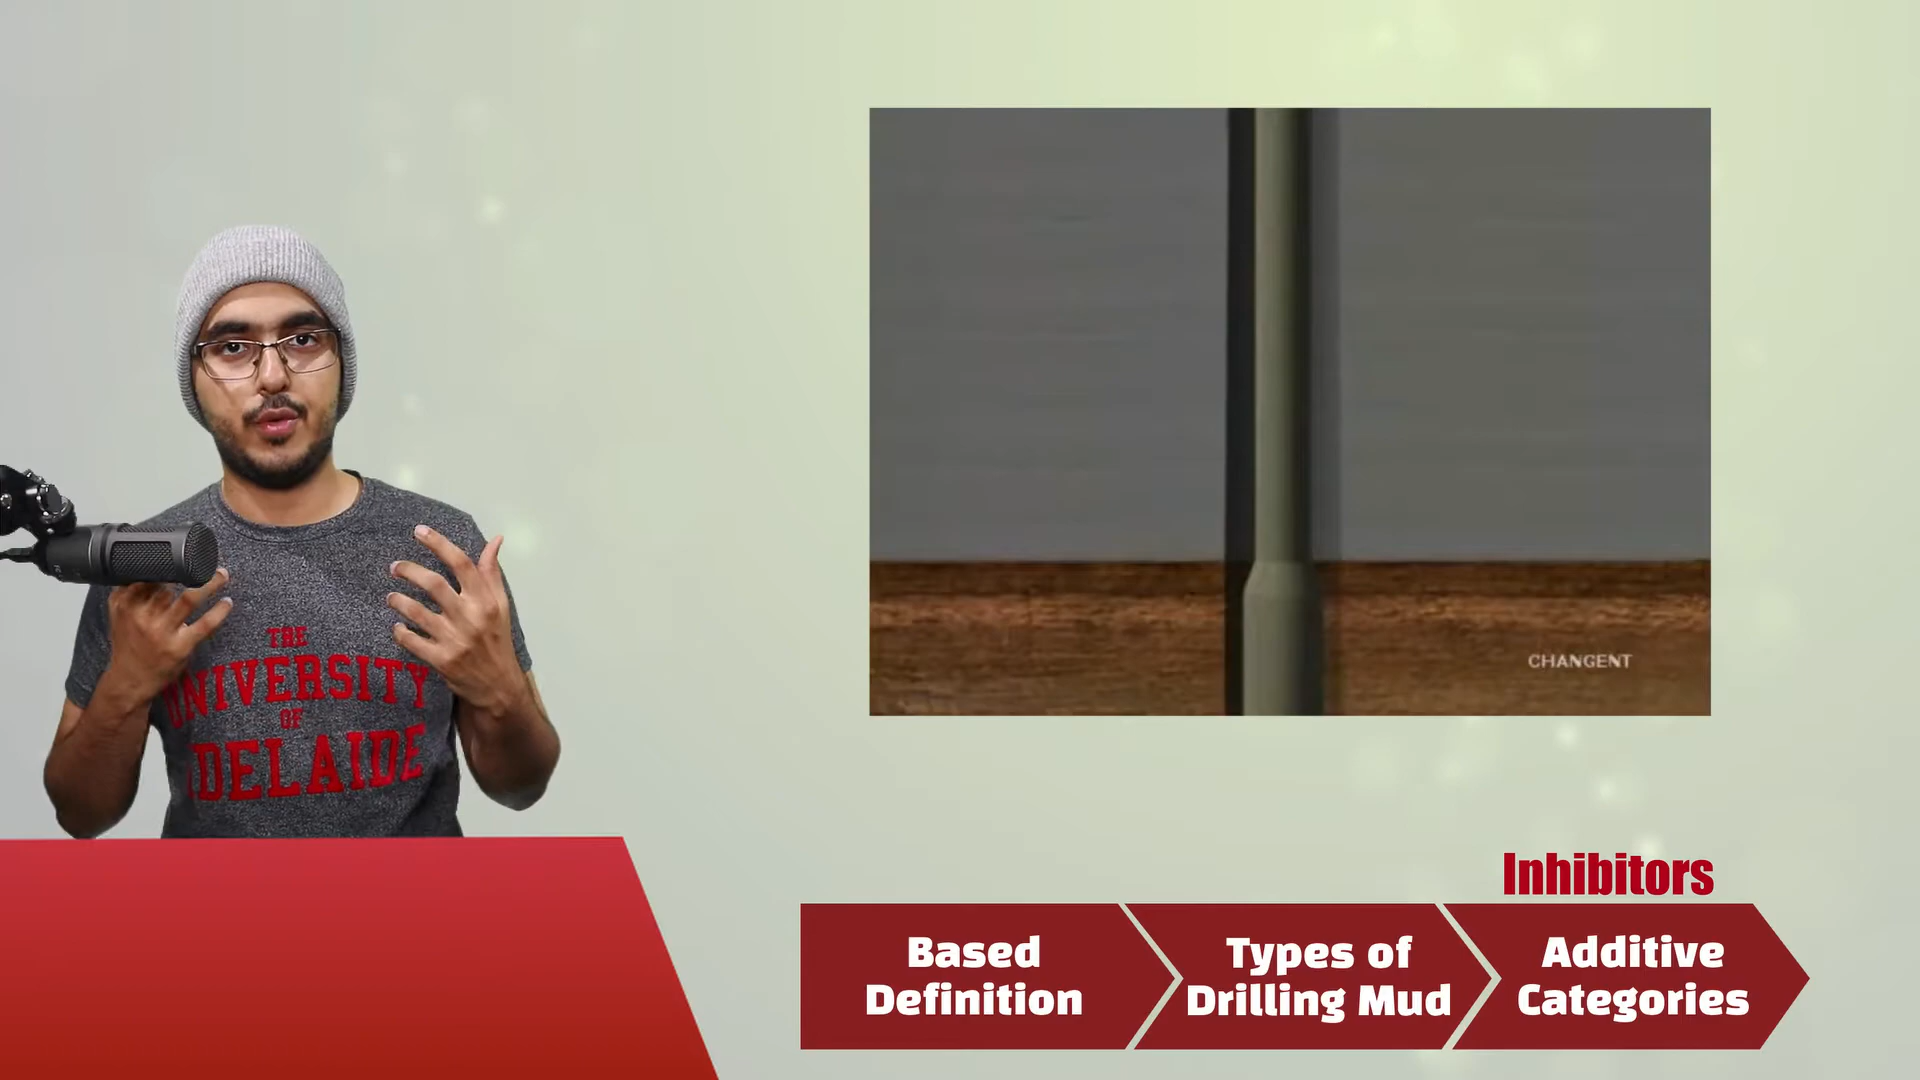 THE
UNIVERSITY
OF
ADELAIDE
CHANGENT
Inhibitors
Based
Definition
Types of
Drilling Mud
Additive
Categories